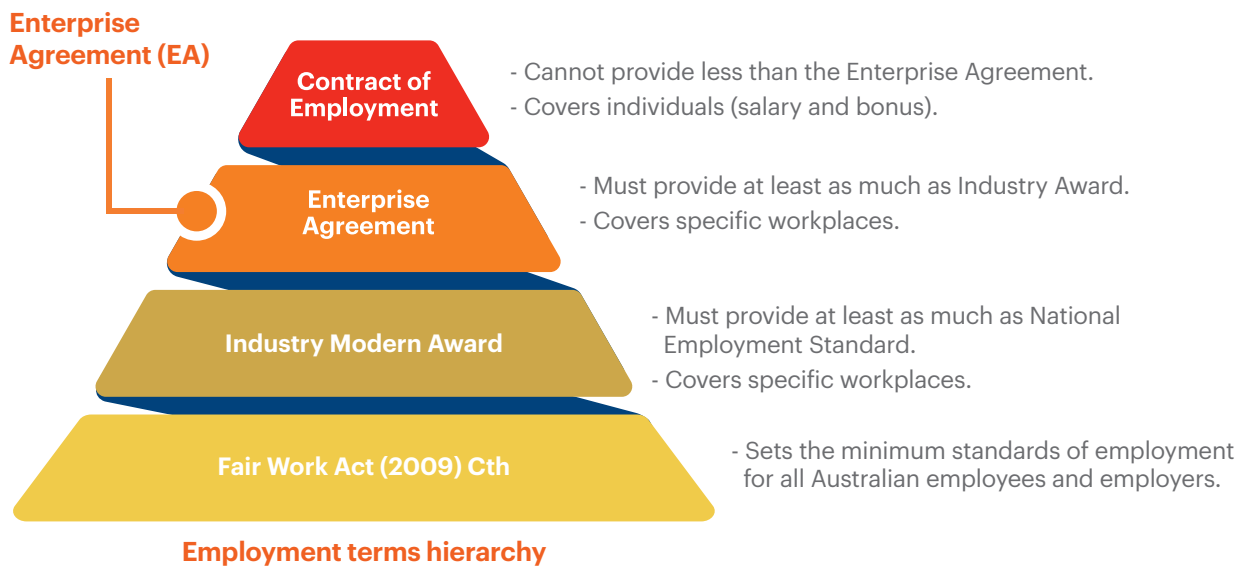 Enterprise
Agreement (EA)
Contract of
Employment
- Cannot provide less than the Enterprise Agreement.
- Covers individuals (salary and bonus).
Enterprise
Agreement
- Must provide at least as much as Industry Award.
- Covers specific workplaces.
Industry Modern Award
- Must provide at least as much as National
Employment Standard.
- Covers specific workplaces.
Fair Work Act (2009) Cth
- Sets the minimum standards of employment
for all Australian employees and employers.
Employment terms hierarchy